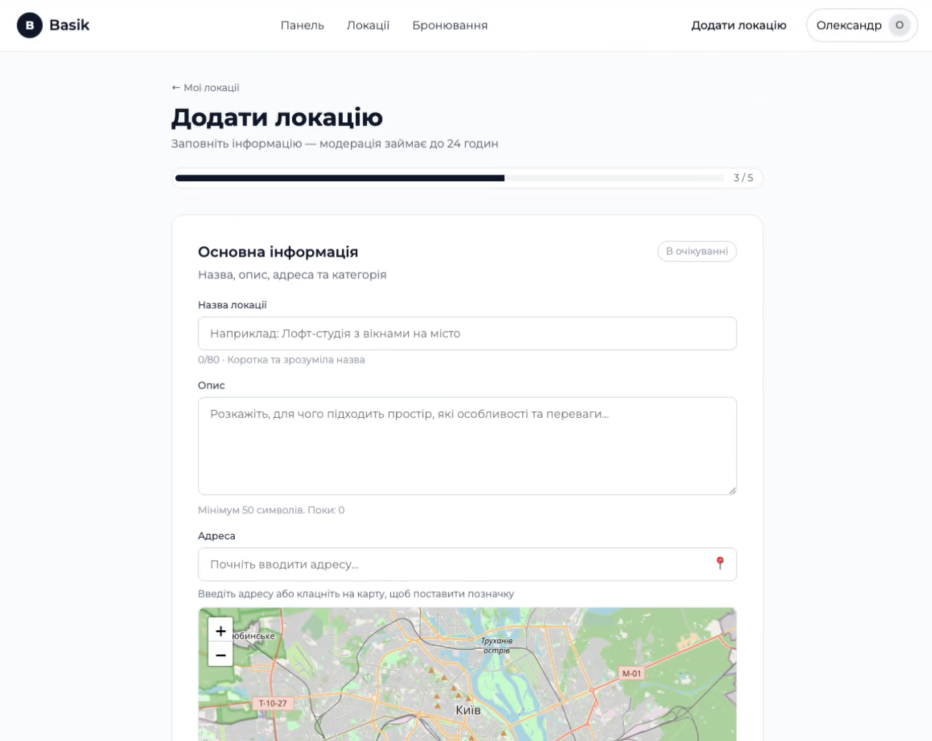 B Basik
Панель Локації Бронювання
Додати локацію
Олександр О
← Мої локації
Додати локацію
Заповніть інформацію — модерація займає до 24 годин
3 / 5
Основна інформація
В очікуванні
Назва, опис, адреса та категорія
Назва локації
Наприклад: Лофт-студія з вікнами на місто
0/80 · Коротка та зрозуміла назва
Опис
Розкажіть, для чого підходить простір, які особливості та переваги...
Мінімум 50 символів. Поки: 0
Адреса
Почніть вводити адресу...
Введіть адресу або клацніть на карту, щоб поставити позначку
+
−
Труханів
острів
М-01
Т-10-27
Київ